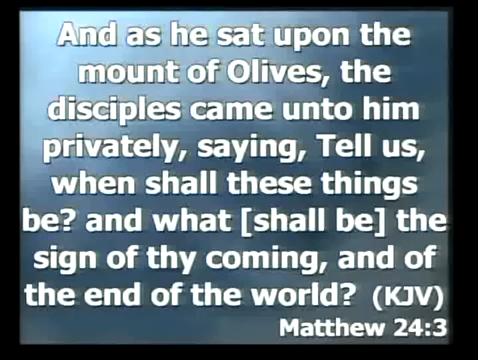 And as he sat upon the
mount of Olives, the
disciples came unto him
privately, saying, Tell us,
when shall these things
be? and what [shall be] the
sign of thy coming, and of
the end of the world? (KJV)
Matthew 24:3